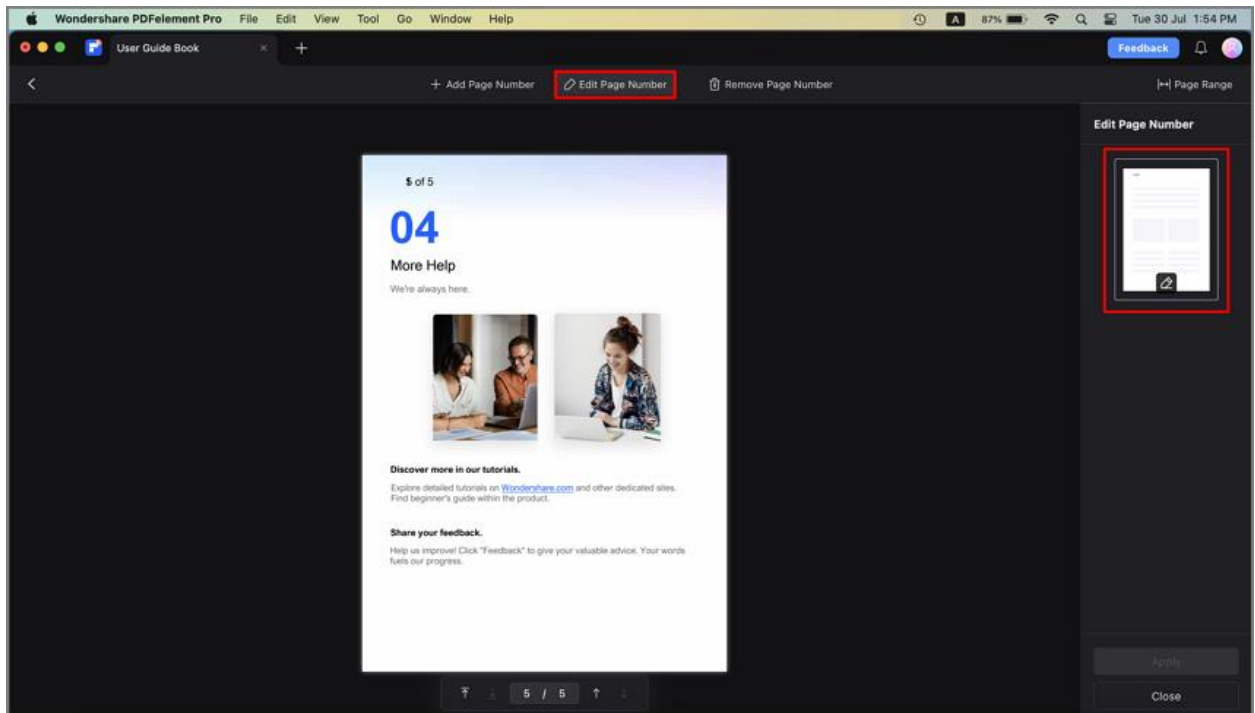 Wondershare PDFelement Pro File Edit View Tool Go Window Help A 87% Tue 30 Jul 1:54 PM
User Guide Book × + Feedback
+ Add Page Number Edit Page Number Remove Page Number Page Range
Edit Page Number
$ of 5
04
More Help
We're always here.
Discover more in our tutorials.
Explore detailed tutorials on Wondershare.com and other dedicated sites.
Find beginner's guide within the product.
Share your feedback.
Help us improve! Click "Feedback" to give your valuable advice. Your words
fuels our progress.
5 / 5
Apply
Close